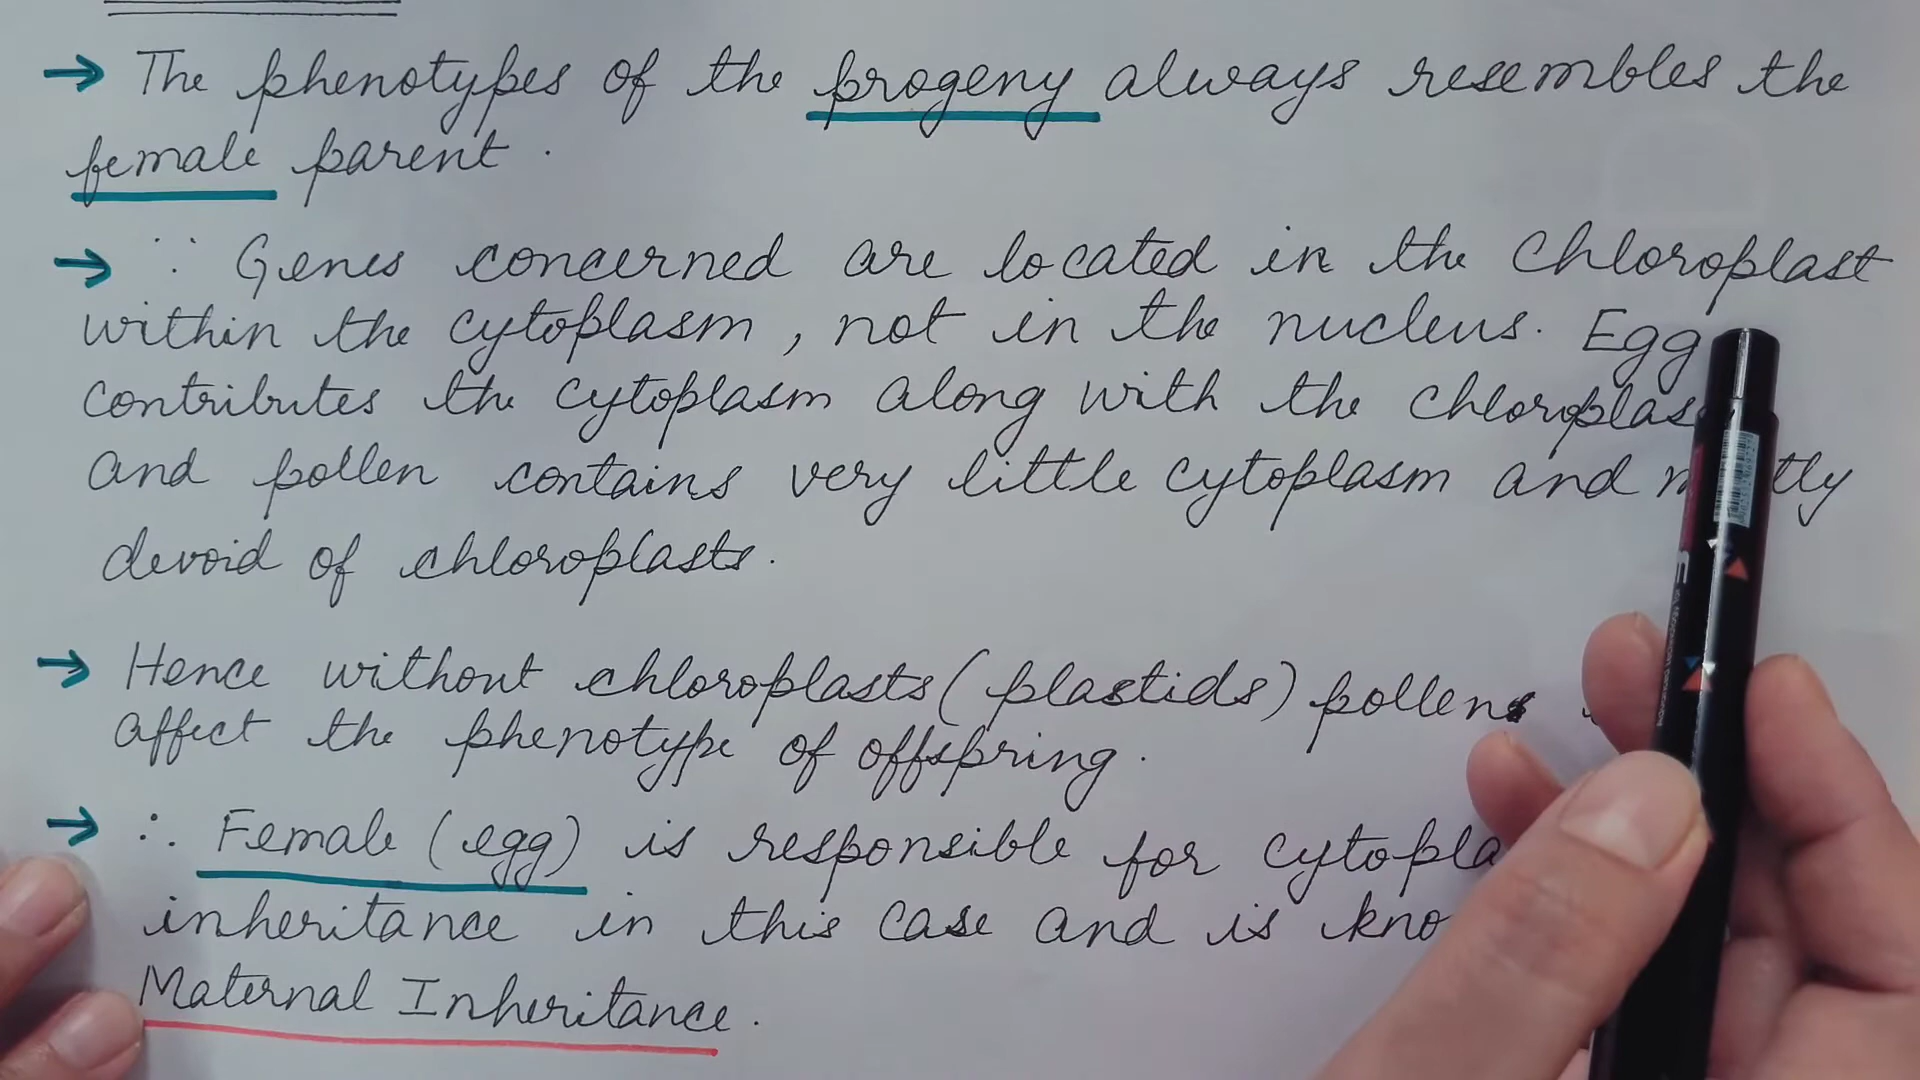 → The phenotypes of the progeny always resembles the
female parent.
→ ∵ Genes concerned are located in the chloroplast
within the cytoplasm, not in the nucleus. Egg
contributes the cytoplasm along with the chloroplas
and pollen contains very little cytoplasm and
devoid of chloroplasts.
→ Hence without chloroplasts (plastids) pollens
affect the phenotype of offspring.
→ ∴ Female (egg) is responsible for cytopla
inheritance in this case and is kno
Maternal Inheritance.